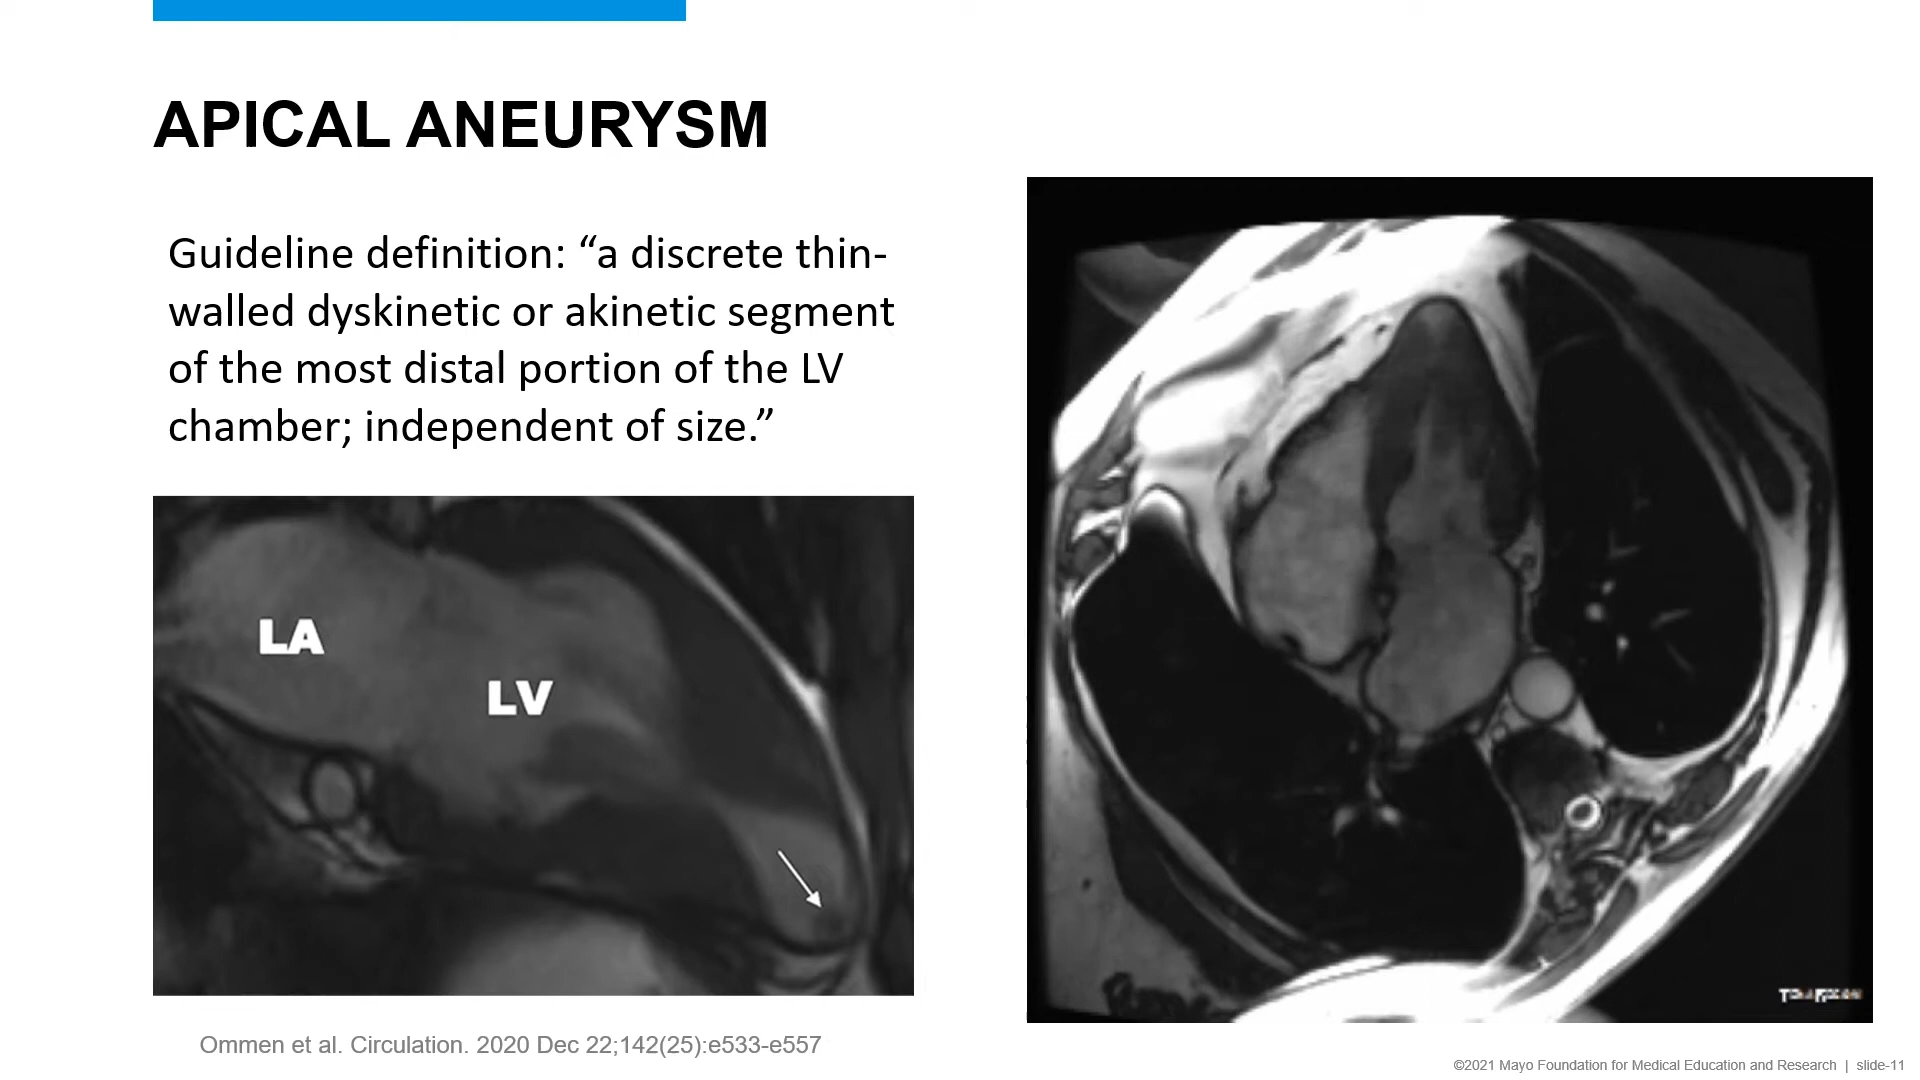 APICAL ANEURYSM
Guideline definition: “a discrete thin-
walled dyskinetic or akinetic segment
of the most distal portion of the LV
chamber; independent of size.”
LA
LV
Ommen et al. Circulation. 2020 Dec 22;142(25):e533-e557
©2021 Mayo Foundation for Medical Education and Research | slide-11